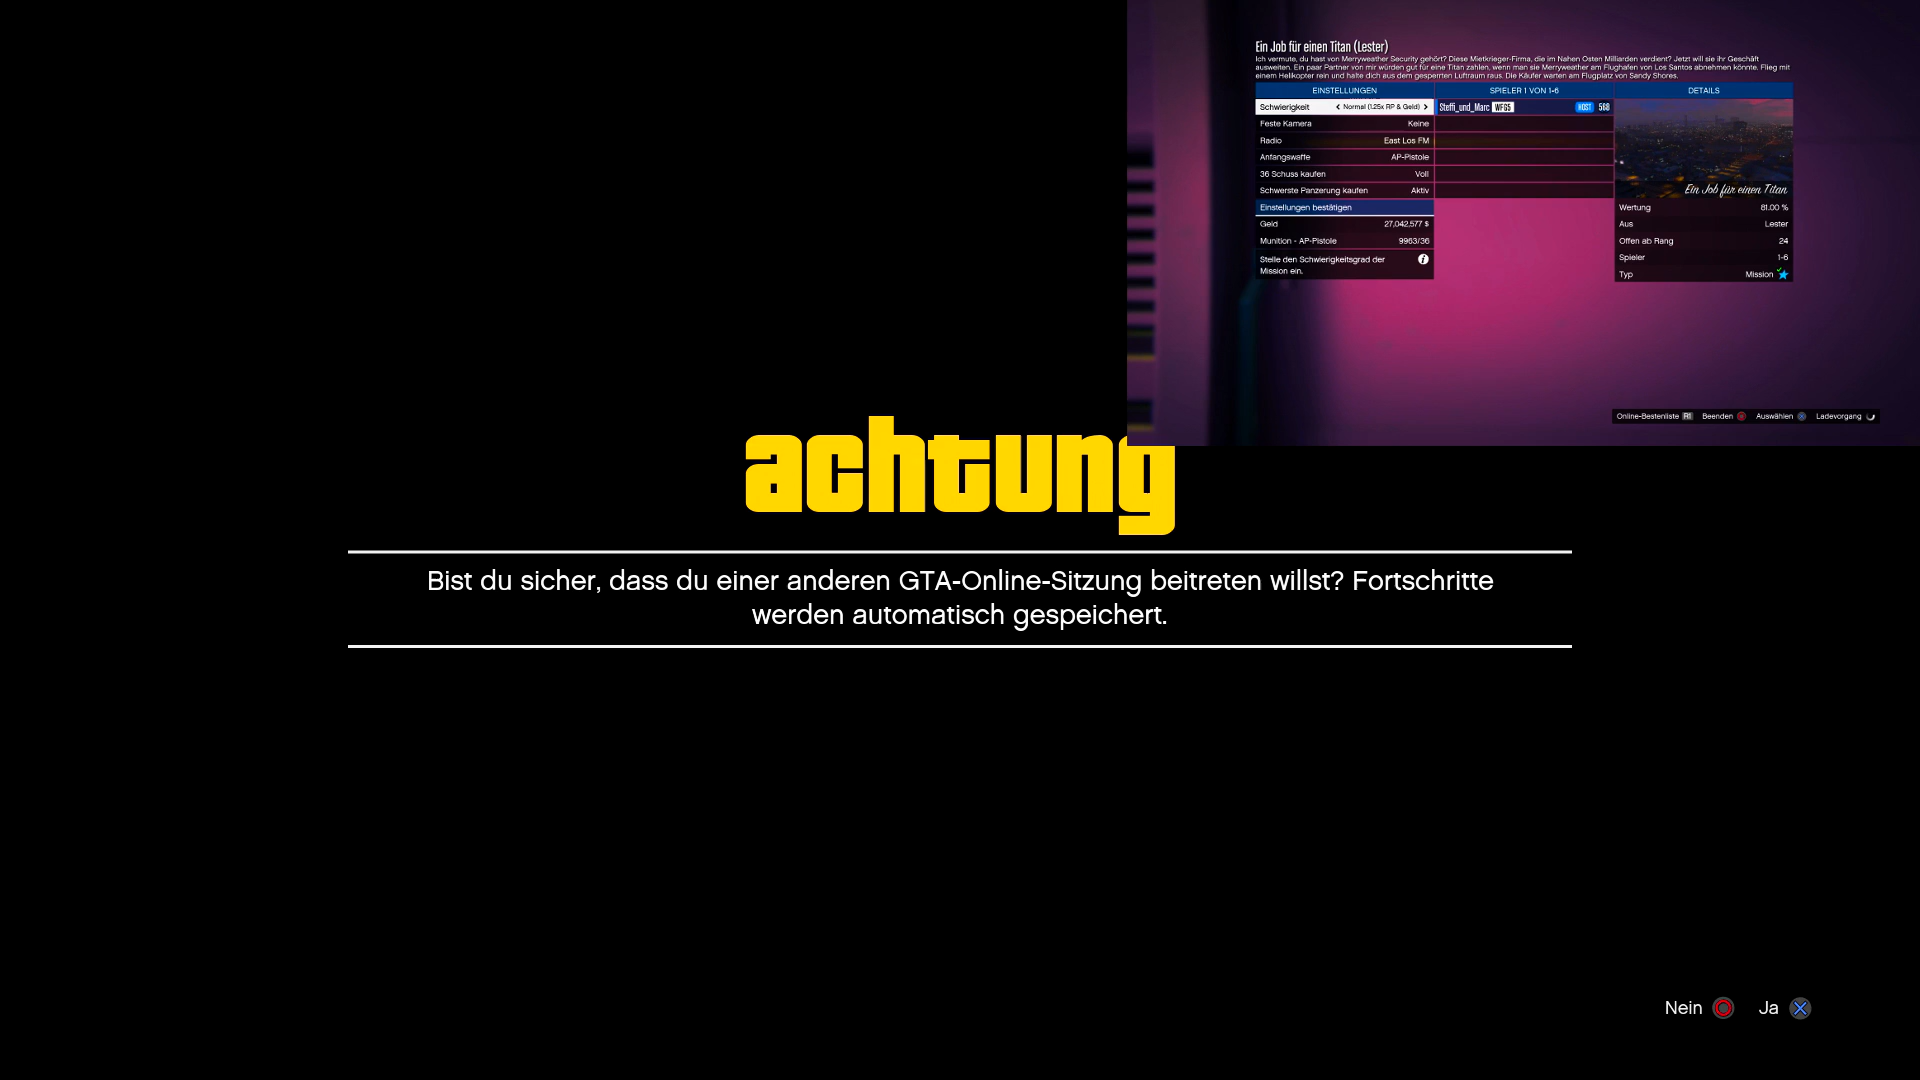 Ein Job für einen Titan (Lester)
Ich vermute, du hast von Merryweather Security gehört? Diese Mietkrieger-Firma, die im Nahen Osten Milliarden verdient? Jetzt will sie ihr Geschäft
ausweiten. Ein paar Partner von mir würden gut für eine Titan zahlen, wenn man sie Merryweather am Flughafen von Los Santos abnehmen könnte. Flieg mit
einem Helikopter rein und halte dich aus dem gesperrten Luftraum raus. Die Käufer warten am Flugplatz von Sandy Shores.
EINSTELLUNGEN
Schwierigkeit Normal (1.25x RP & Geld)
Feste Kamera Keine
Radio East Los FM
Anfangswaffe AP-Pistole
36 Schuss kaufen Voll
Schwerste Panzerung kaufen Aktiv
Einstellungen bestätigen
Geld 27,042,577 $
Munition - AP-Pistole 9963/36
Stelle den Schwierigkeitsgrad der
Mission ein.
SPIELER 1 VON 1-6
Steffi_und_Marc WFG5 HOST 560
DETAILS
Ein Job für einen Titan
Wertung 81.00 %
Aus Lester
Offen ab Rang 24
Spieler 1-6
Typ Mission
Online-Bestenliste R1 Beenden Auswählen Ladevorgang
achtung
Bist du sicher, dass du einer anderen GTA-Online-Sitzung beitreten willst? Fortschritte
werden automatisch gespeichert.
Nein Ja